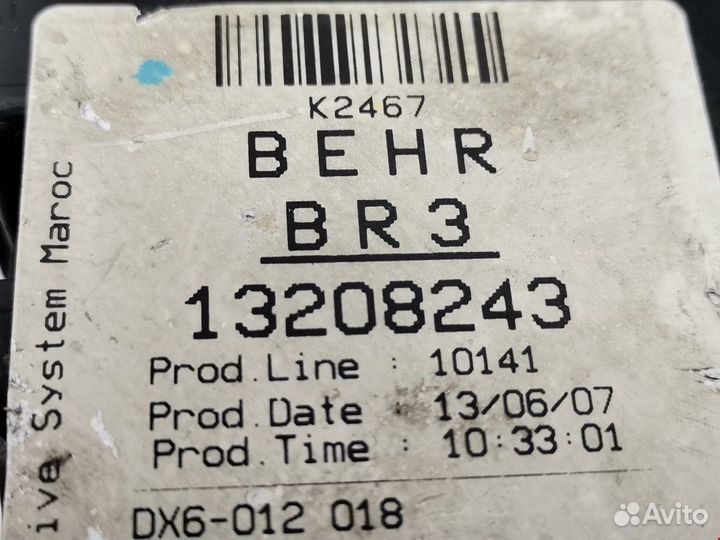 K2467
BEHR
BR3
13208243
Prod.Line : 10141
Prod.Date : 13/06/07
Prod.Time : 10:33:01
DX6-012 018
System Maroc
Avito